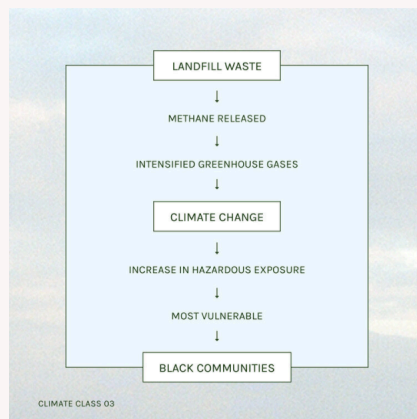 LANDFILL WASTE
↓
METHANE RELEASED
↓
INTENSIFIED GREENHOUSE GASES
↓
CLIMATE CHANGE
↓
INCREASE IN HAZARDOUS EXPOSURE
↓
MOST VULNERABLE
↓
BLACK COMMUNITIES
CLIMATE CLASS 03